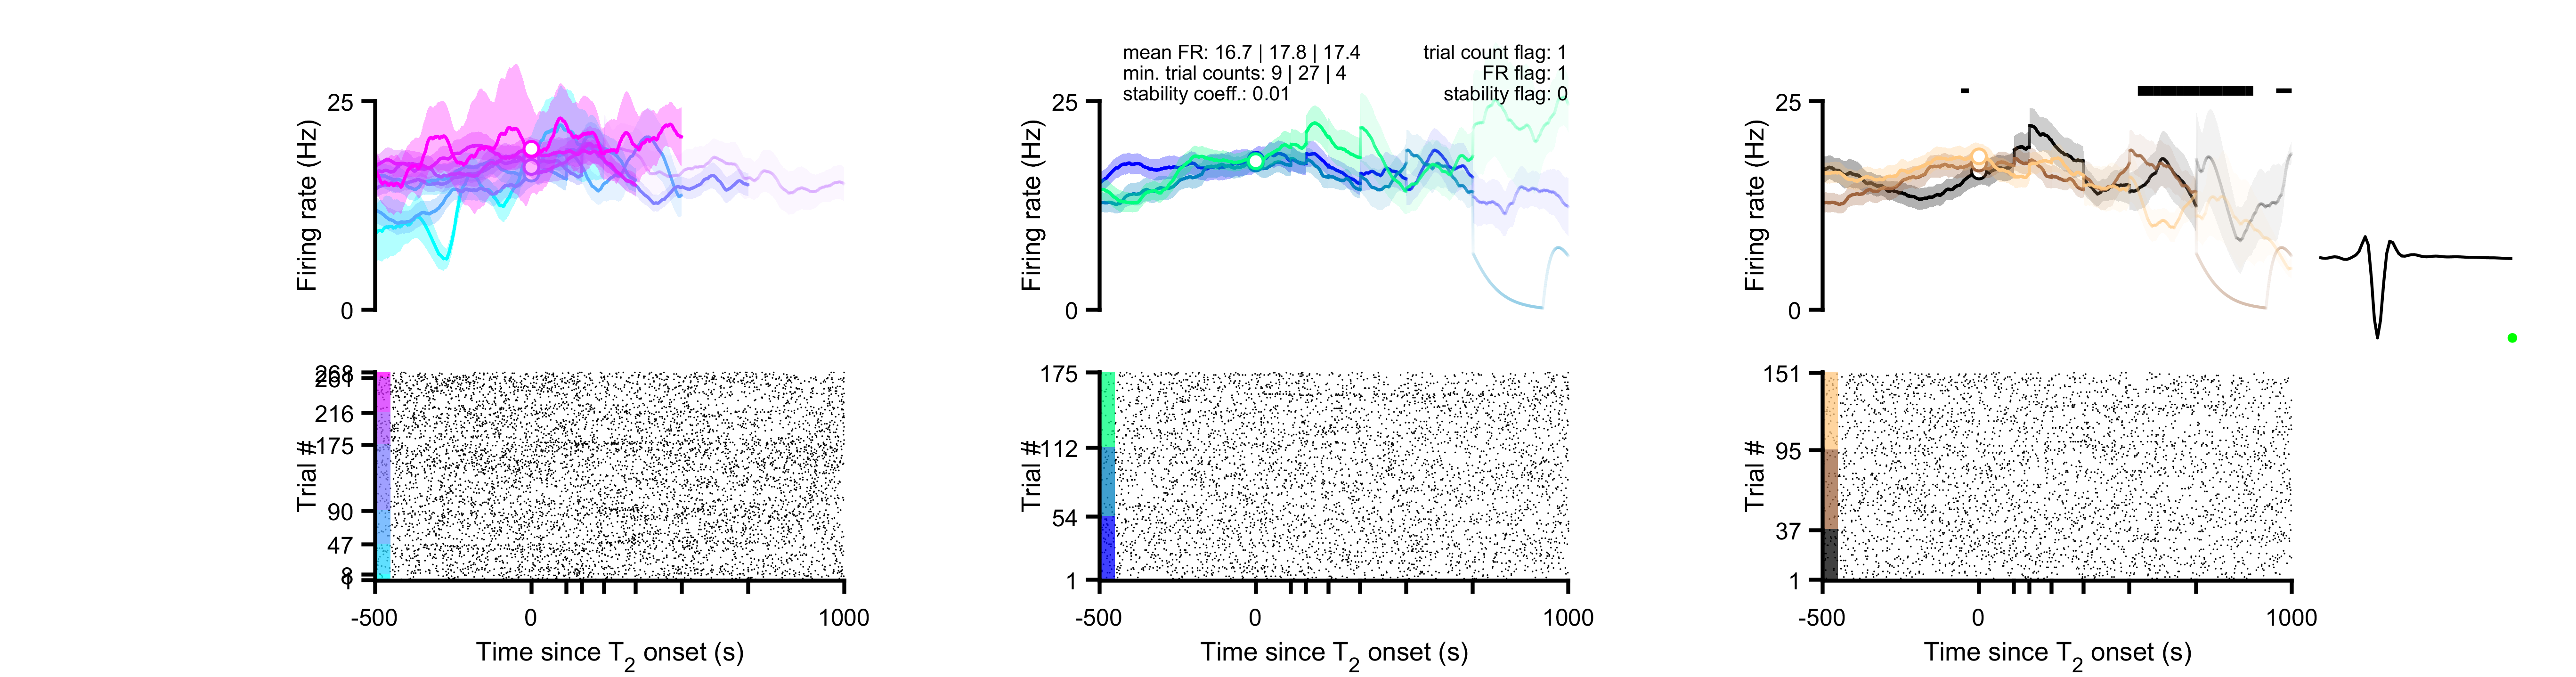 mean FR: 16.7 | 17.8 | 17.4
min. trial counts: 9 | 27 | 4
stability coeff.: 0.01
trial count flag: 1
FR flag: 1
stability flag: 0
25
Firing rate (Hz)
0
25
Firing rate (Hz)
0
25
Firing rate (Hz)
0
268
216
175
90
47
8
Trial #
-500
0
1000
Time since T2 onset (s)
175
112
54
1
Trial #
-500
0
1000
Time since T2 onset (s)
151
95
37
1
Trial #
-500
0
1000
Time since T2 onset (s)